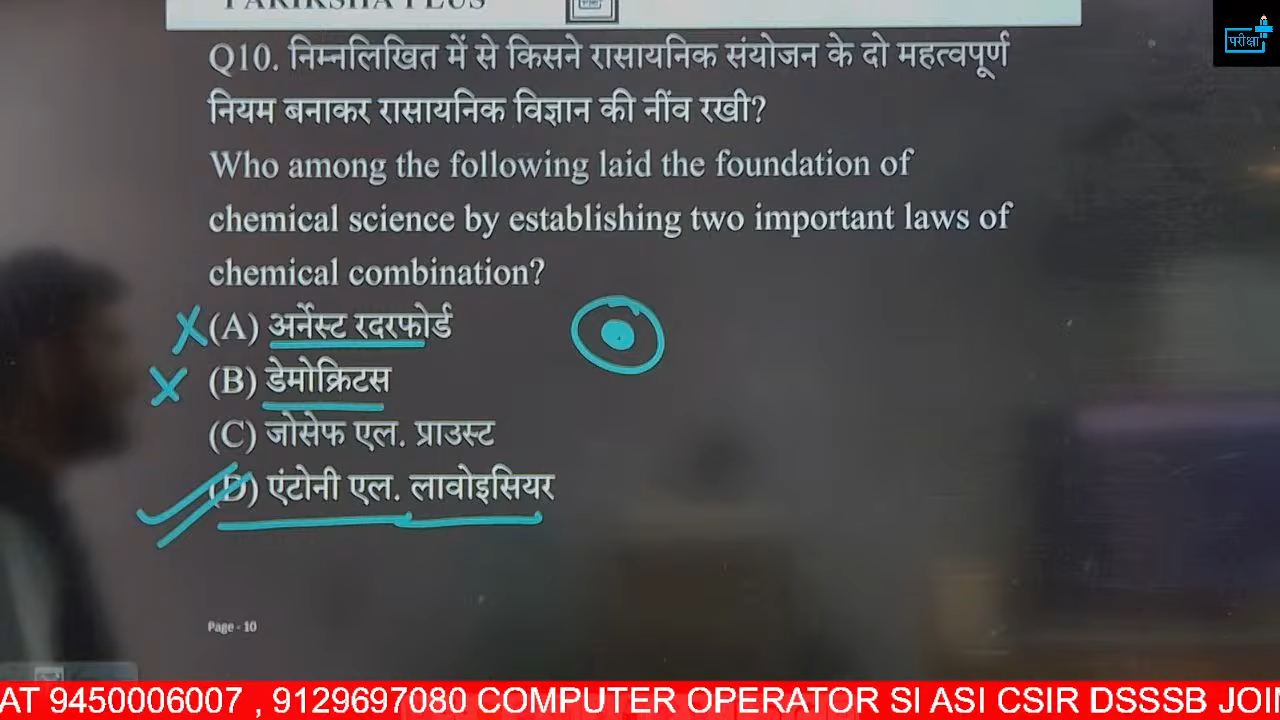 PARIKSHA PLUS
परीक्षा
Q10. निम्नलिखित में से किसने रासायनिक संयोजन के दो महत्वपूर्ण
नियम बनाकर रासायनिक विज्ञान की नींव रखी?
Who among the following laid the foundation of
chemical science by establishing two important laws of
chemical combination?
(A) अर्नेस्ट रदरफोर्ड
(B) डेमोक्रिटस
(C) जोसेफ एल. प्राउस्ट
(D) एंटोनी एल. लावोइसियर
Page - 10
AT 9450006007 , 9129697080 COMPUTER OPERATOR SI ASI CSIR DSSSB JOI